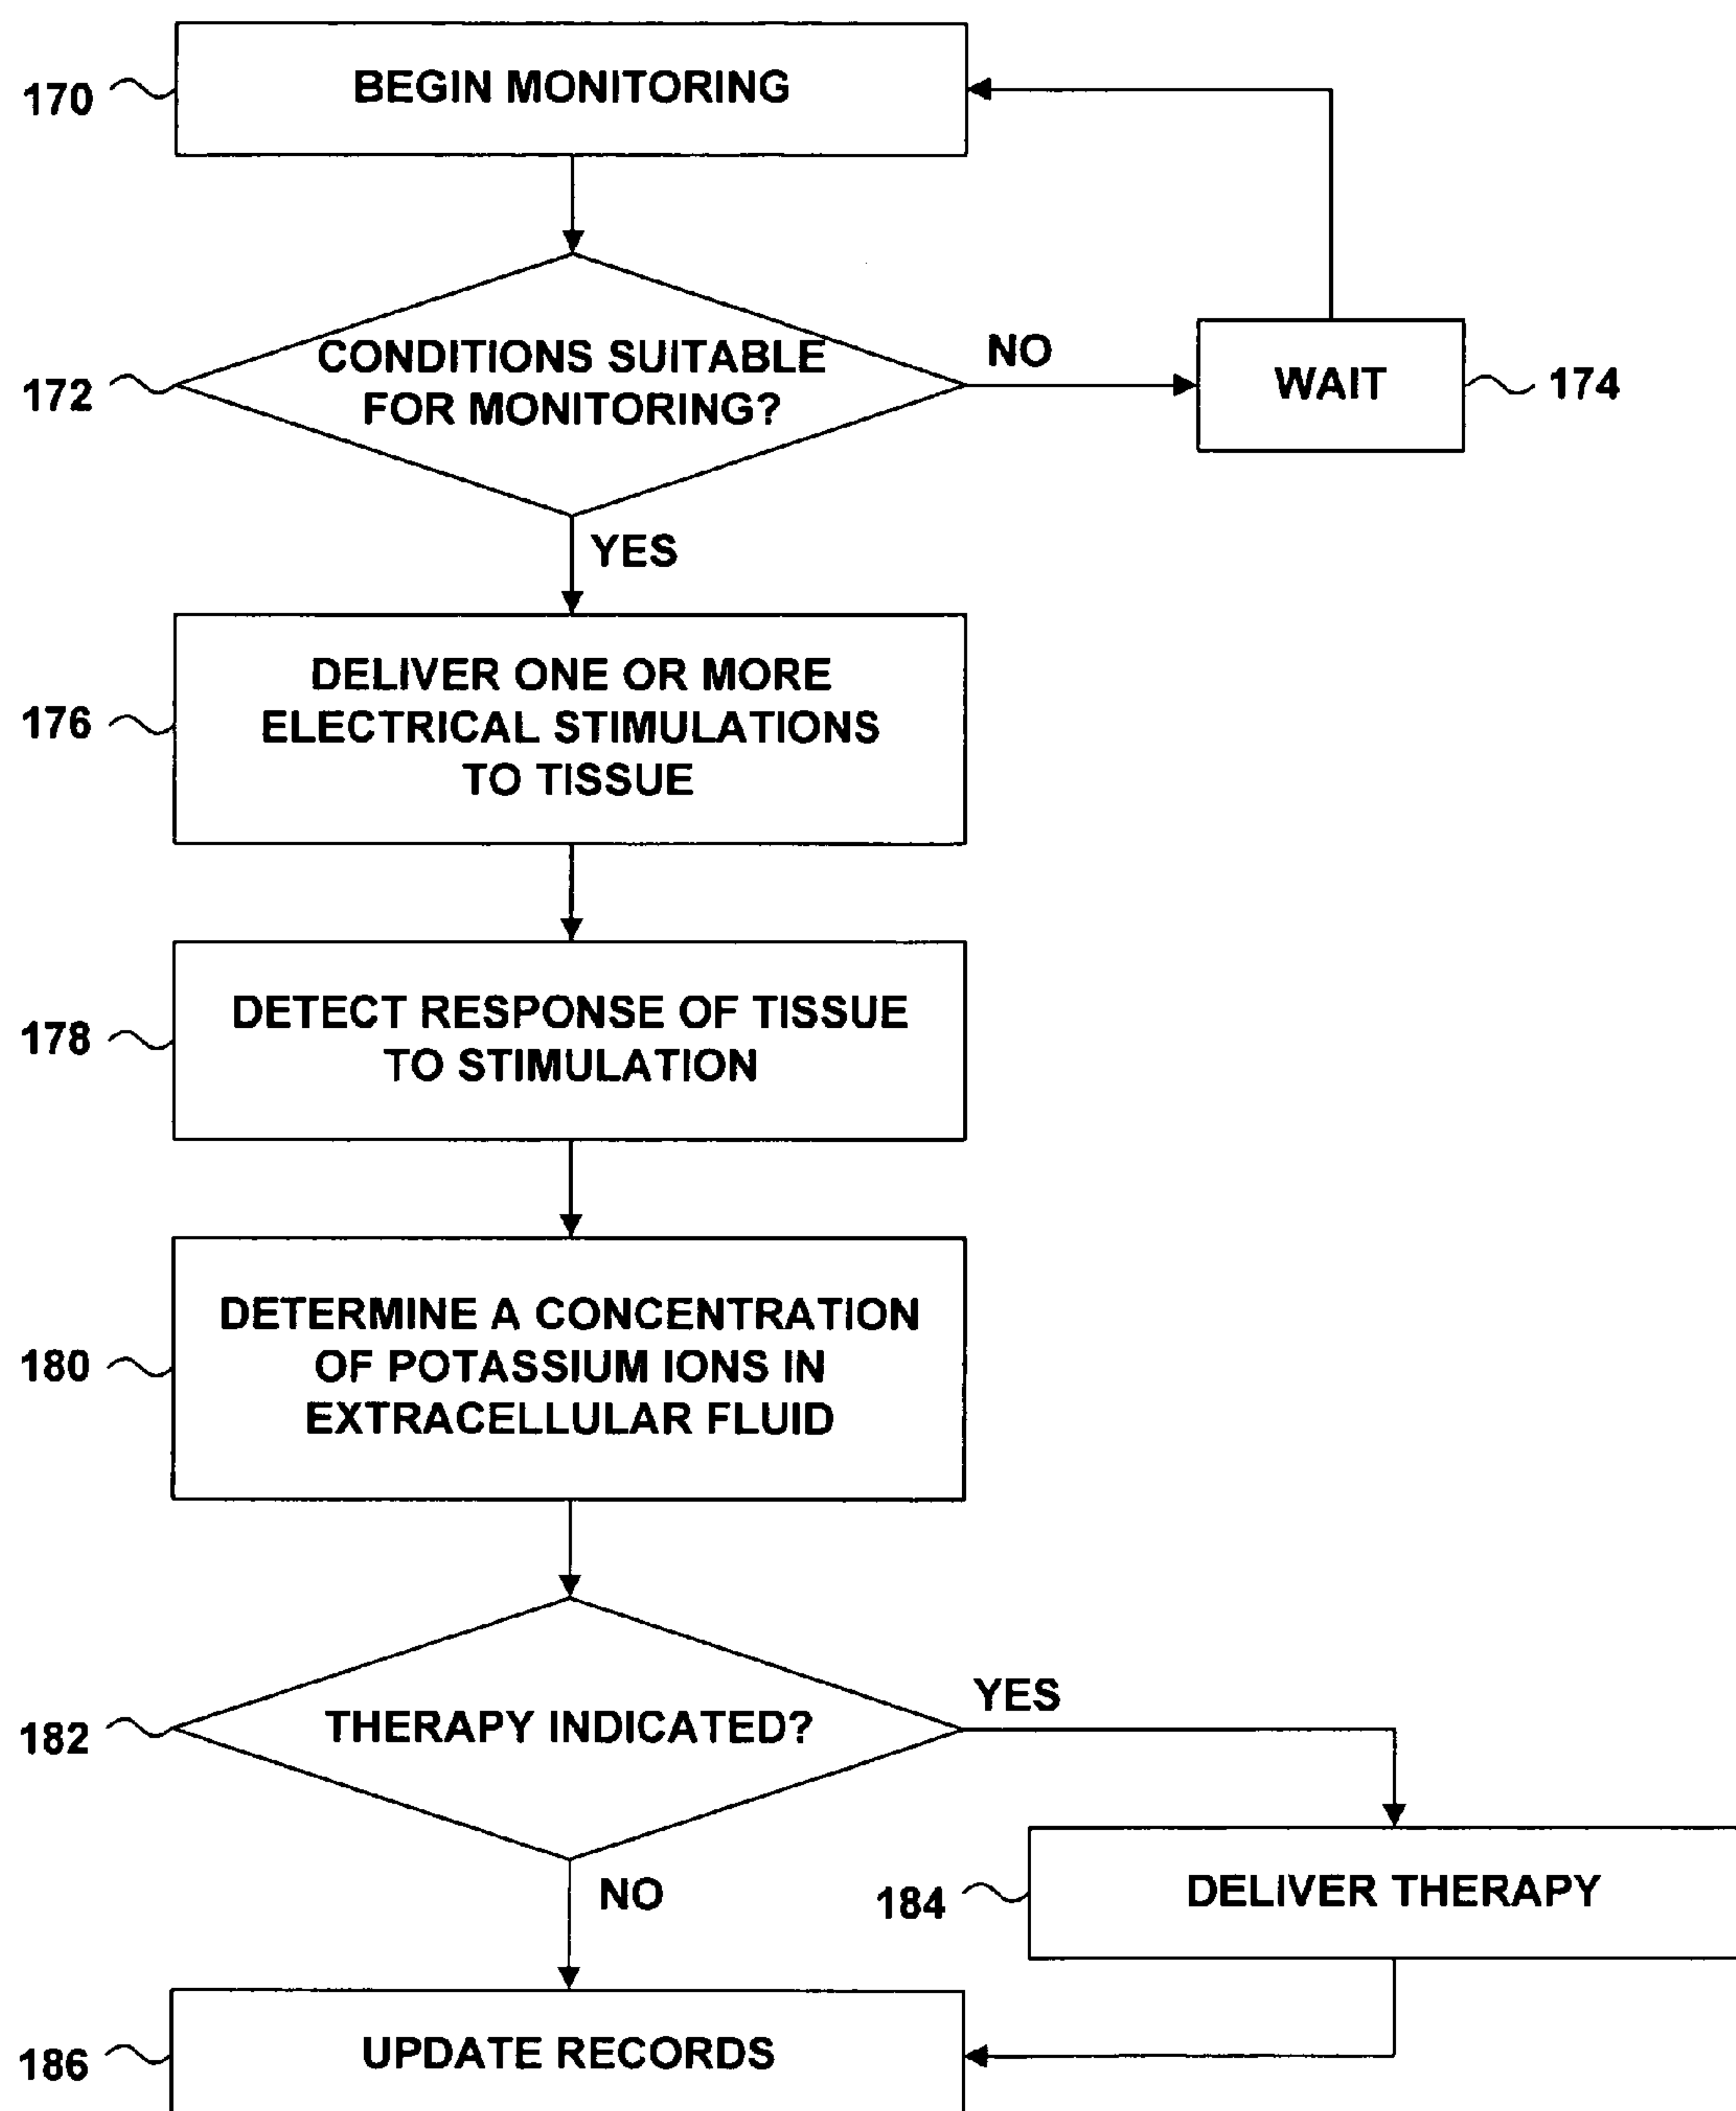 170
BEGIN MONITORING
172
CONDITIONS SUITABLE
FOR MONITORING?
NO
WAIT
174
YES
176
DELIVER ONE OR MORE
ELECTRICAL STIMULATIONS
TO TISSUE
178
DETECT RESPONSE OF TISSUE
TO STIMULATION
180
DETERMINE A CONCENTRATION
OF POTASSIUM IONS IN
EXTRACELLULAR FLUID
182
THERAPY INDICATED?
YES
NO
184
DELIVER THERAPY
186
UPDATE RECORDS